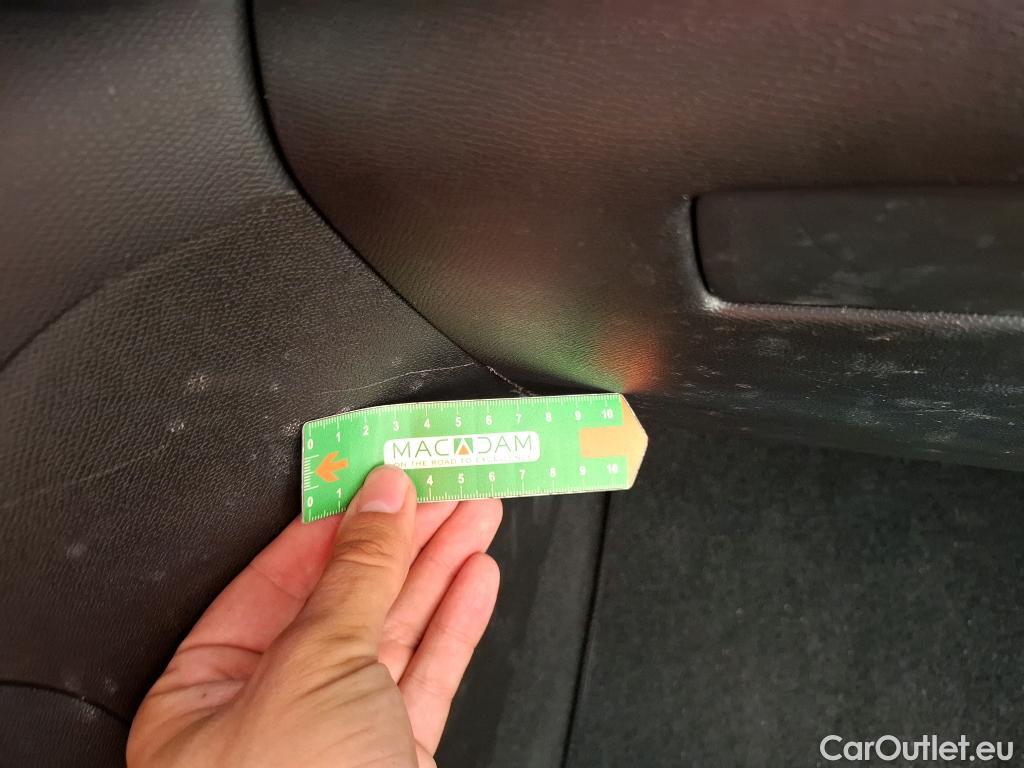 0 1 2 3 4 5 6 7 8 9 10
MACADAM
ON THE ROAD TO EXCELLENCE
0 1 4 5 6 7 8 9 10
CarOutlet.eu